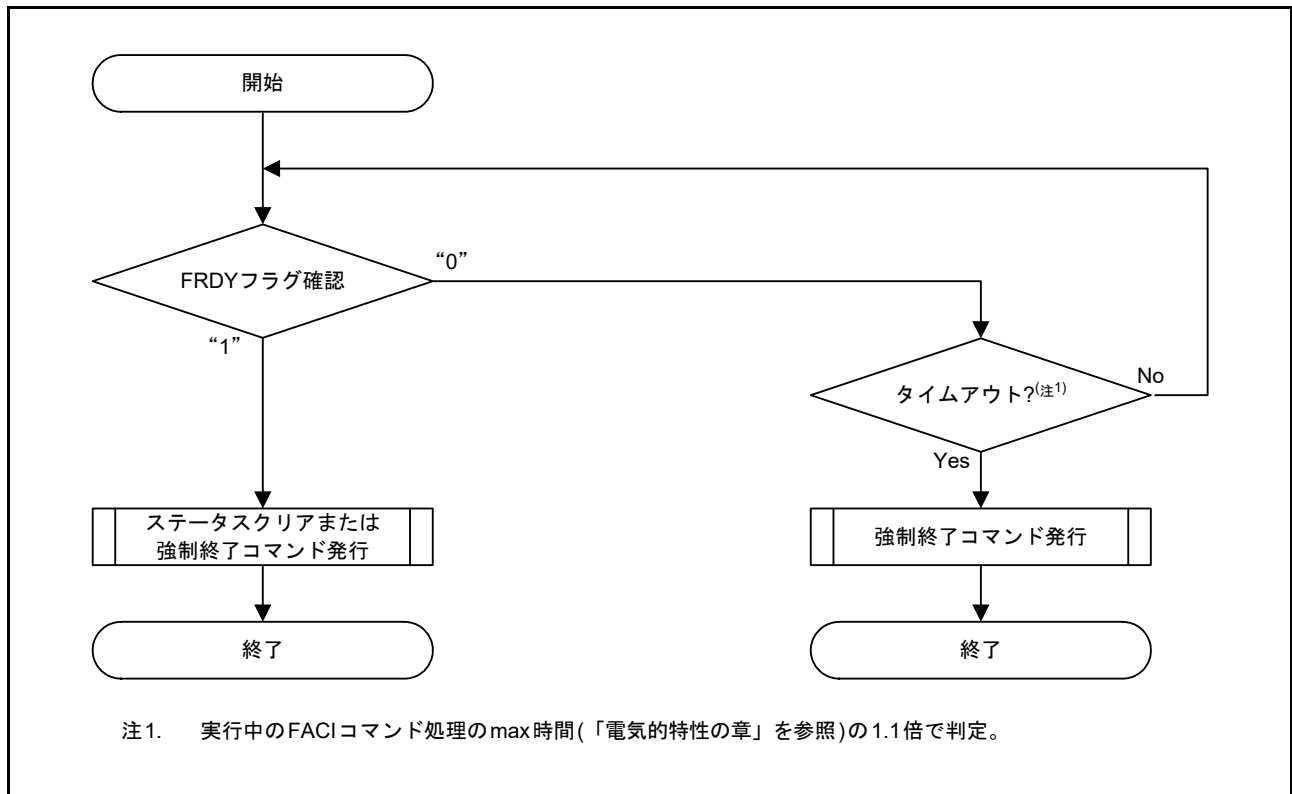 開始
FRDYフラグ確認
“0”
“1”
タイムアウト?(注1)
No
Yes
ステータスクリアまたは
強制終了コマンド発行
強制終了コマンド発行
終了
終了
注1. 実行中のFACIコマンド処理のmax時間(「電気的特性の章」を参照)の1.1倍で判定。